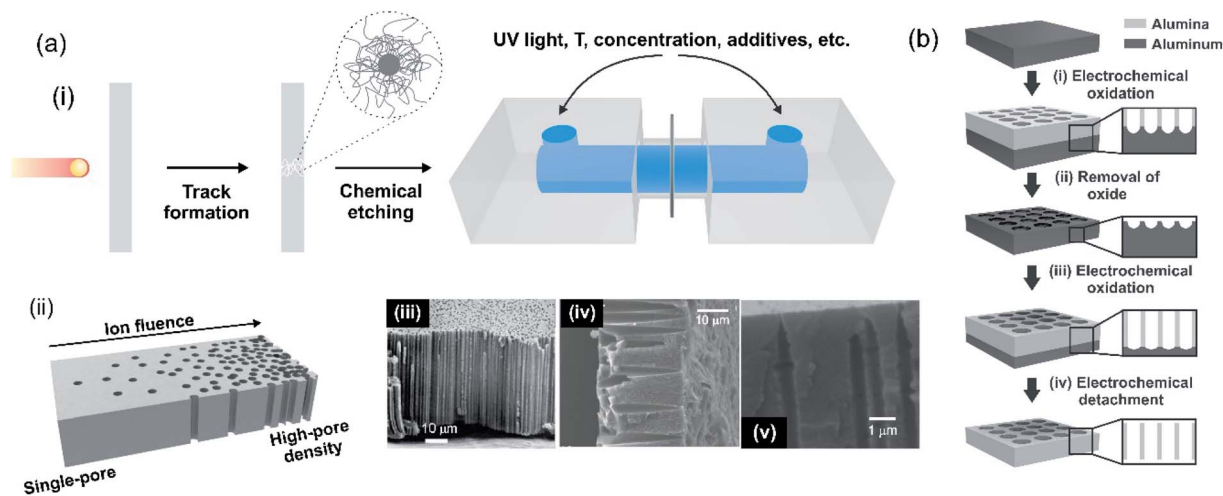 (a)
UV light, T, concentration, additives, etc.
(i)
Track
formation
Chemical
etching
(ii)
Ion fluence
Single-pore
High-pore
density
(iii)
10 μm
(iv)
10 μm
(v)
1 μm
(b)
Alumina
Aluminum
(i) Electrochemical
oxidation
(ii) Removal of
oxide
(iii) Electrochemical
oxidation
(iv) Electrochemical
detachment